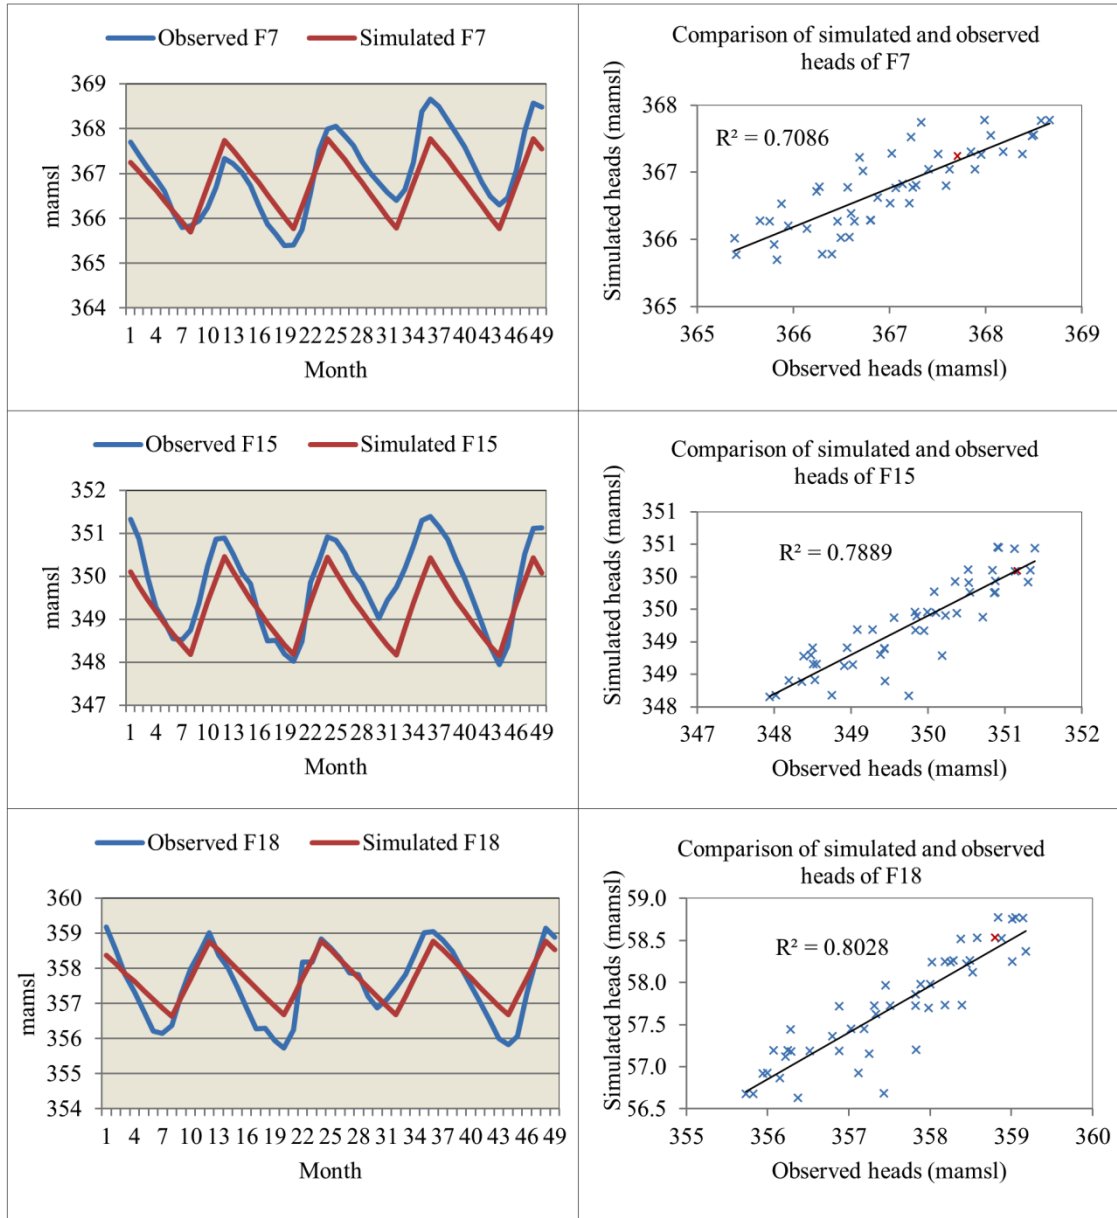 Observed F7 Simulated F7
369
368
367
366
365
364
mamsl
1 4 7 10 13 16 19 22 25 28 31 34 37 40 43 46 49
Month
Comparison of simulated and observed
heads of F7
Simulated heads (mamsl)
368
367
366
365
R² = 0.7086
365 366 367 368 369
Observed heads (mamsl)
Observed F15 Simulated F15
352
351
350
349
348
347
mamsl
1 4 7 10 13 16 19 22 25 28 31 34 37 40 43 46 49
Month
Comparison of simulated and observed
heads of F15
Simulated heads (mamsl)
351
350
350
349
349
348
R² = 0.7889
347 348 349 350 351 352
Observed heads (mamsl)
Observed F18 Simulated F18
360
359
358
357
356
355
354
mamsl
1 4 7 10 13 16 19 22 25 28 31 34 37 40 43 46 49
Month
Comparison of simulated and observed
heads of F18
Simulated heads (mamsl)
59.0
58.5
58.0
57.5
57.0
56.5
R² = 0.8028
355 356 357 358 359 360
Observed heads (mamsl)